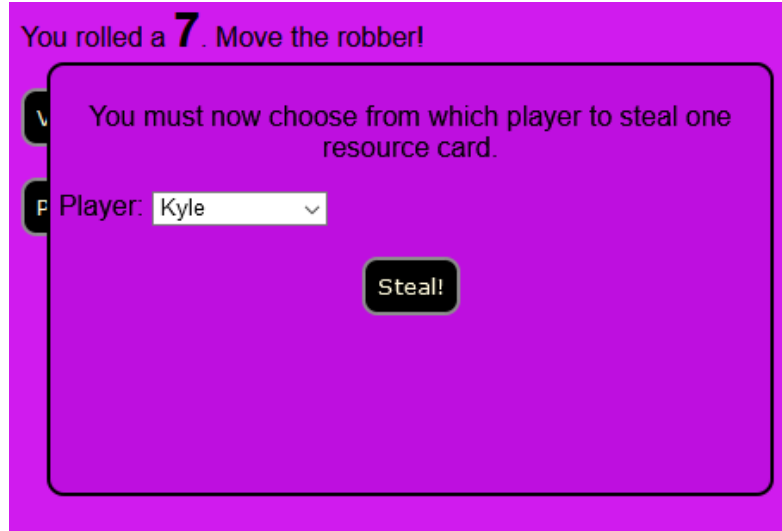 You rolled a 7. Move the robber!
You must now choose from which player to steal one
resource card.
Player: Kyle
Steal!